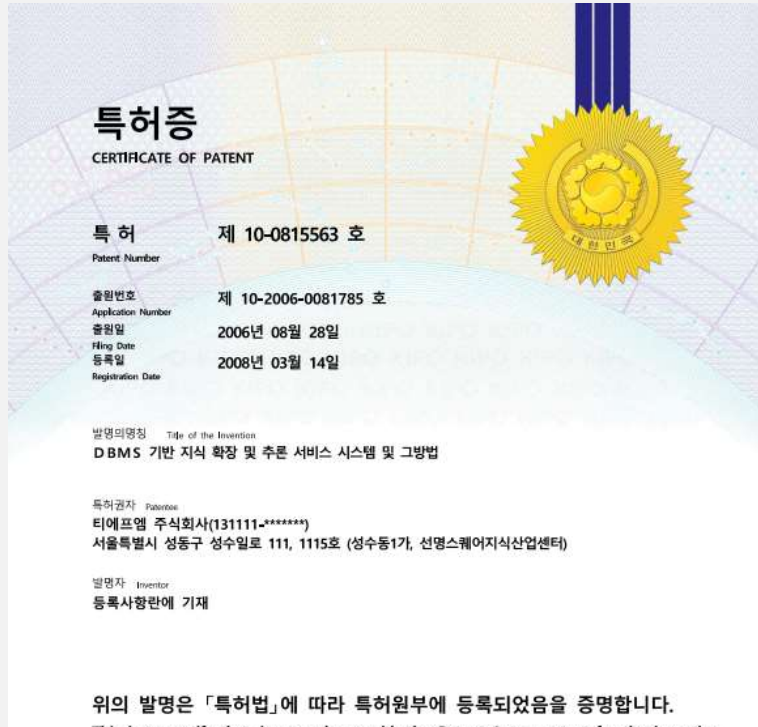 특허증
CERTIFICATE OF PATENT
대한민국
특 허 제 10-0815563 호
Patent Number
출원번호 제 10-2006-0081785 호
Application Number
출원일 2006년 08월 28일
Filing Date
등록일 2008년 03월 14일
Registration Date
발명의명칭 Title of the Invention
DBMS 기반 지식 확장 및 추론 서비스 시스템 및 그방법
특허권자 Patentee
티에프엠 주식회사(131111-*******)
서울특별시 성동구 성수일로 111, 1115호 (성수동1가, 선명스퀘어지식산업센터)
발명자 Inventor
등록사항란에 기재
위의 발명은 「특허법」에 따라 특허원부에 등록되었음을 증명합니다.